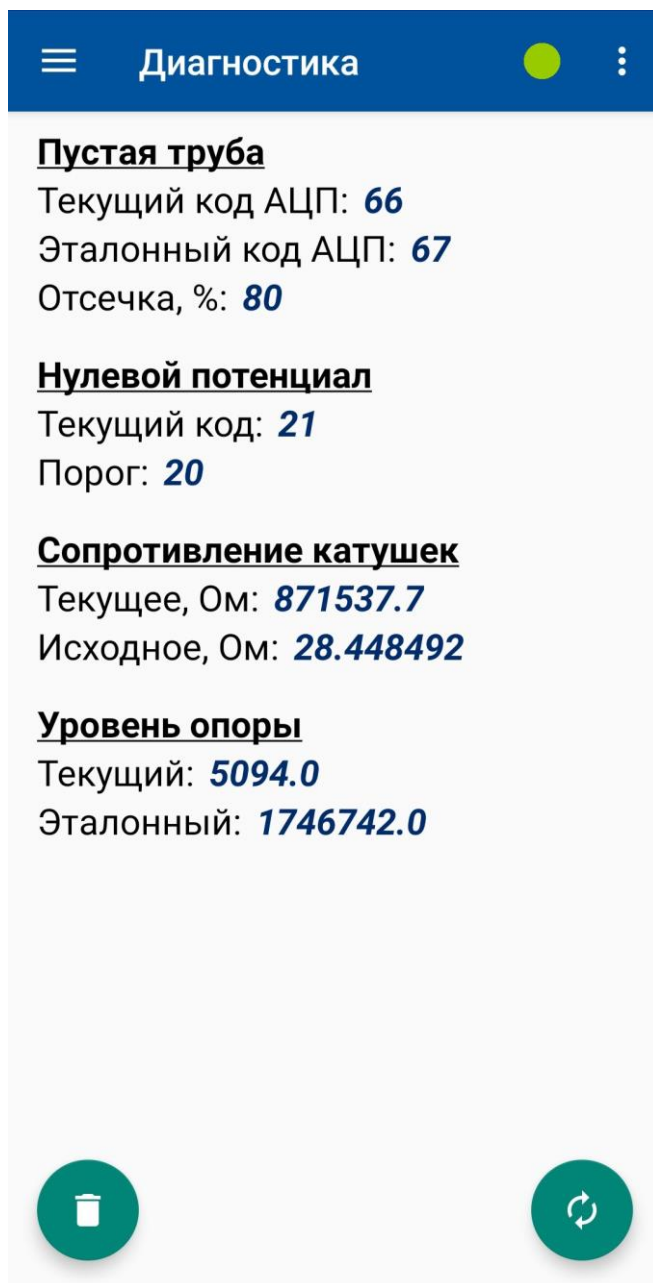 Диагностика
Пустая труба
Текущий код АЦП: 66
Эталонный код АЦП: 67
Отсечка, %: 80
Нулевой потенциал
Текущий код: 21
Порог: 20
Сопротивление катушек
Текущее, Ом: 871537.7
Исходное, Ом: 28.448492
Уровень опоры
Текущий: 5094.0
Эталонный: 1746742.0